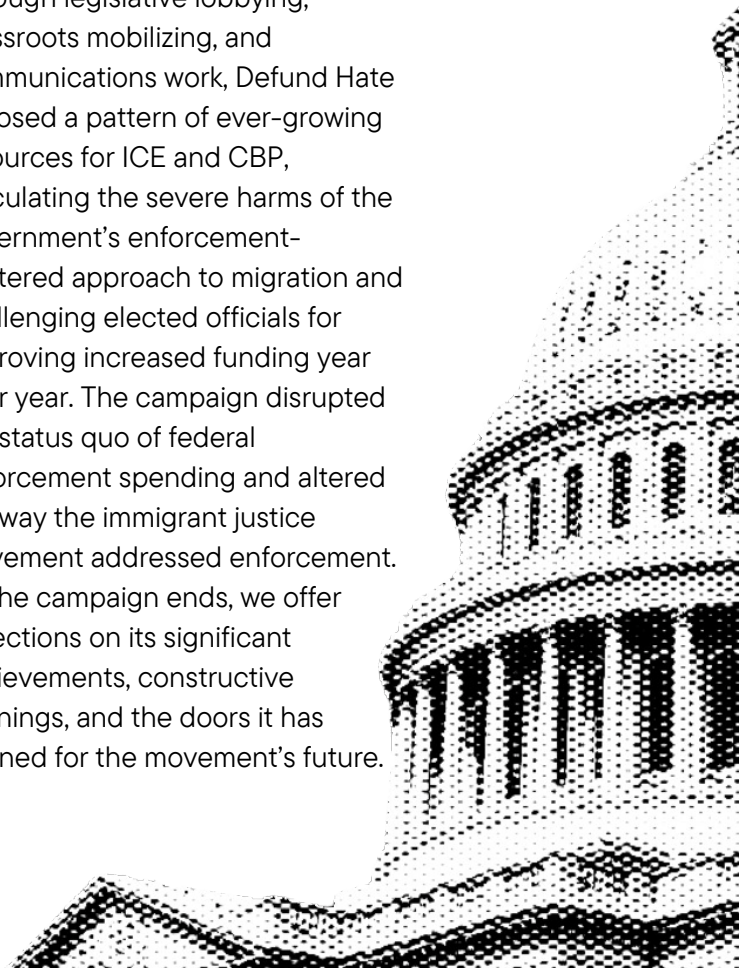 ough legislative lobbying,
ssroots mobilizing, and
mmunications work, Defund Hate
osed a pattern of ever-growing
ources for ICE and CBP,
culating the severe harms of the
ernment's enforcement-
tered approach to migration and
llenging elected officials for
roving increased funding year
r year. The campaign disrupted
status quo of federal
orcement spending and altered
way the immigrant justice
vement addressed enforcement.
he campaign ends, we offer
ections on its significant
ievements, constructive
nings, and the doors it has
ned for the movement's future.